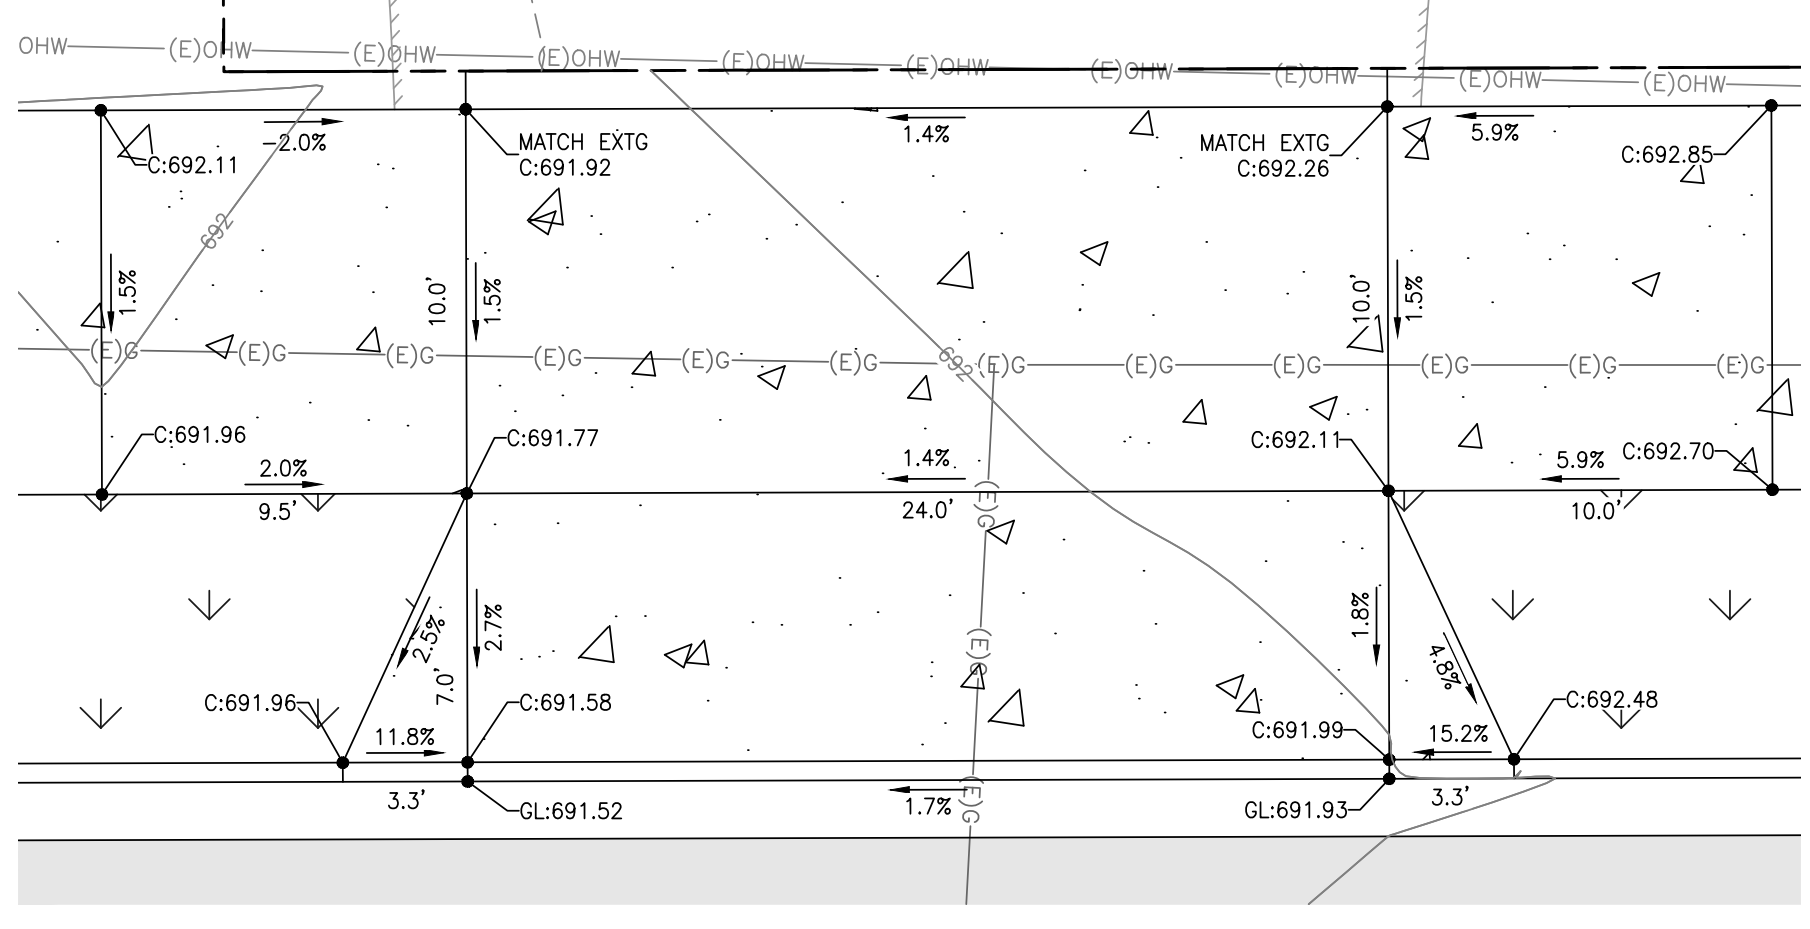 OHW
(E)OHW
(E)OHW
(E)OHW
(E)OHW
(E)OHW
(E)OHW
(E)OHW
(E)OHW
(E)OHW
-2.0%
C:692.11
MATCH EXTG
C:691.92
1.4%
MATCH EXTG
C:692.26
5.9%
C:692.85
692
1.5%
10.0'
1.5%
10.0'
1.5%
(E)G
(E)G
(E)G
(E)G
(E)G
(E)G
692
(E)G
(E)G
(E)G
(E)G
(E)G
(E)G
C:691.96
C:691.77
C:692.11
C:692.70
2.0%
1.4%
5.9%
9.5'
24.0'
10.0'
(E)G
2.5%
2.7%
7.0'
(E)G
1.8%
4.8%
C:691.96
C:691.58
C:691.99
C:692.48
11.8%
15.2%
3.3'
GL:691.52
1.7%
(E)G
GL:691.93
3.3'